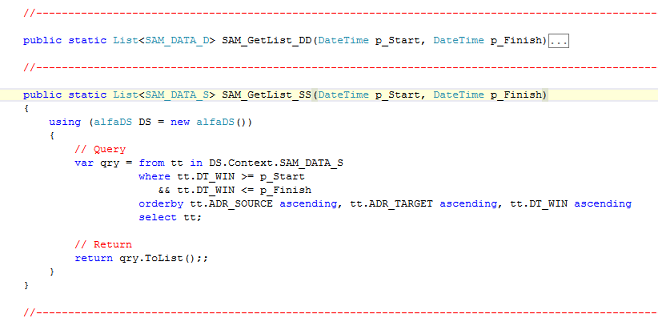 //------------------------------------------------------------------------------------------------
public static List<SAM_DATA_D> SAM_GetList_DD(DateTime p_Start, DateTime p_Finish)...
//------------------------------------------------------------------------------------------------
public static List<SAM_DATA_S> SAM_GetList_SS(DateTime p_Start, DateTime p_Finish)
{
    using (alfaDS DS = new alfaDS())
    {
        // Query
        var qry = from tt in DS.Context.SAM_DATA_S
                  where tt.DT_WIN >= p_Start
                     && tt.DT_WIN <= p_Finish
                  orderby tt.ADR_SOURCE ascending, tt.ADR_TARGET ascending, tt.DT_WIN ascending
                  select tt;
        // Return
        return qry.ToList();;
    }
}
//------------------------------------------------------------------------------------------------